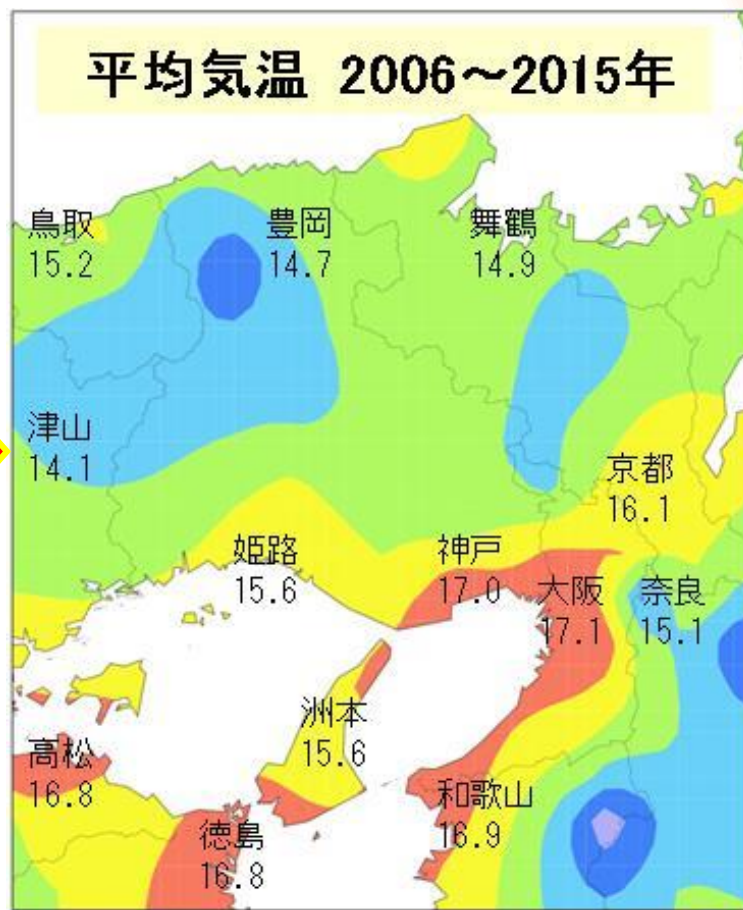 平均気温 2006～2015年
鳥取
15.2
豊岡
14.7
舞鶴
14.9
津山
14.1
京都
16.1
姫路
15.6
神戸
17.0
大阪
17.1
奈良
15.1
洲本
15.6
高松
16.8
和歌山
16.9
徳島
16.8